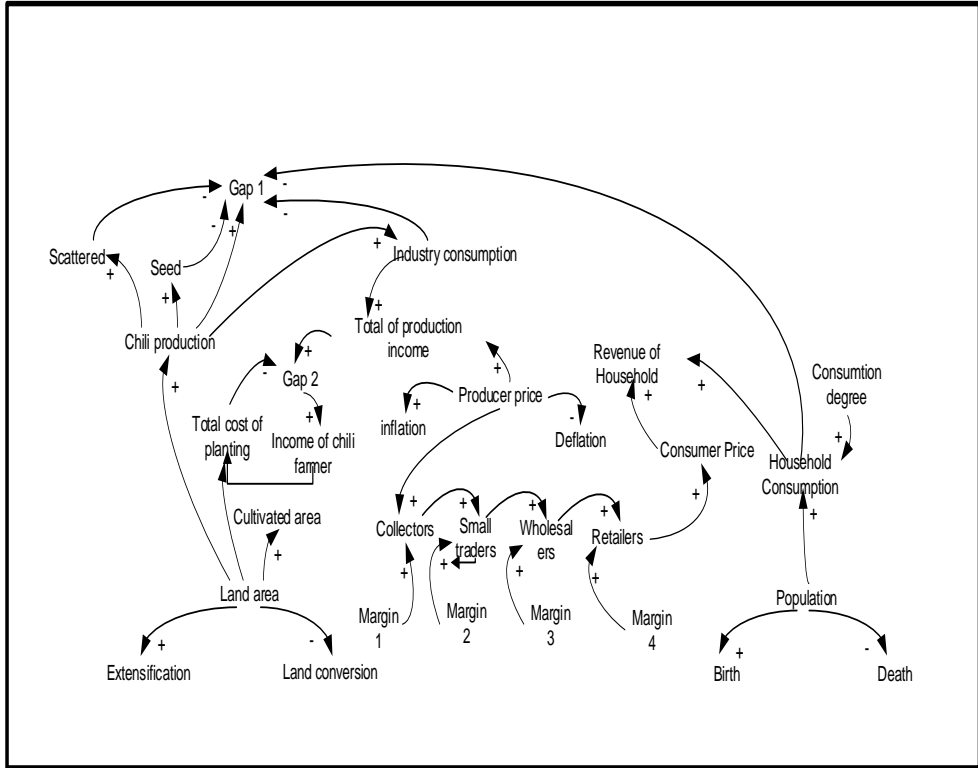 Gap 1
-
-
-
-
+
Scattered
+
Seed
+
+
Industry consumption
+
Chili production
+
Total of production
income
+
-
Gap 2
+
Total cost of
planting
Income of chili
farmer
Producer price
+
+
inflation
-
Deflation
Revenue of
Household
+
+
Consumtion
degree
+
Consumer Price
+
Household
Consumption
+
Cultivated area
+
Collectors
+
+
Small
traders
+
Wholesal
ers
+
Retailers
+
+
+
+
Land area
Margin
1
Margin
2
Margin
3
Margin
4
Population
+
-
Extensification
Land conversion
+
-
Birth
Death